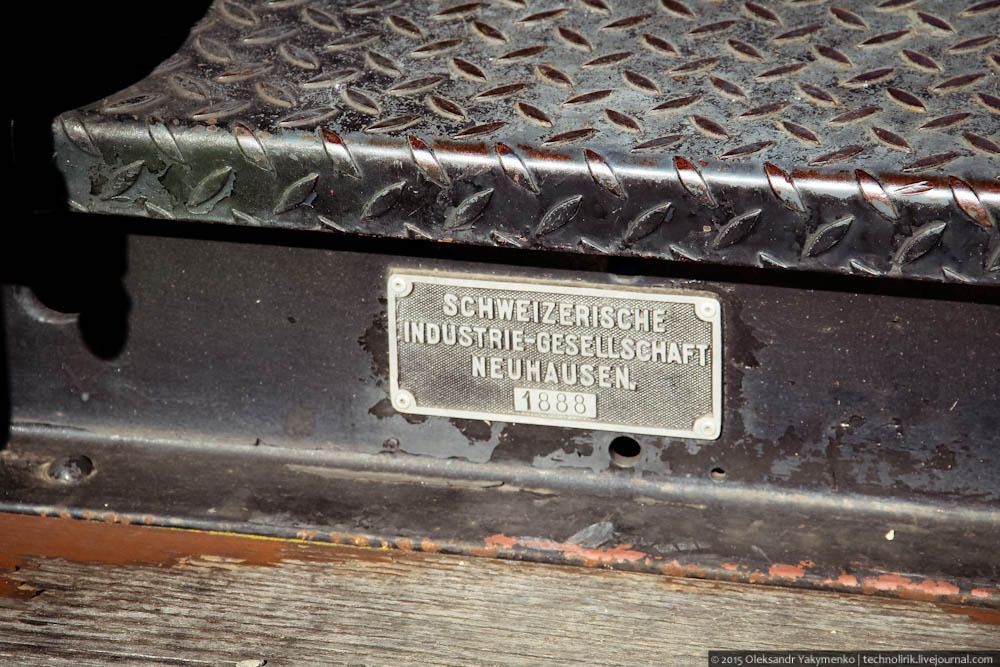 SCHWEIZERISCHE
INDUSTRIE-GESELLSCHAFT
NEUHAUSEN.
1888
© 2015 Oleksandr Yakymenko | technolirik.livejournal.com